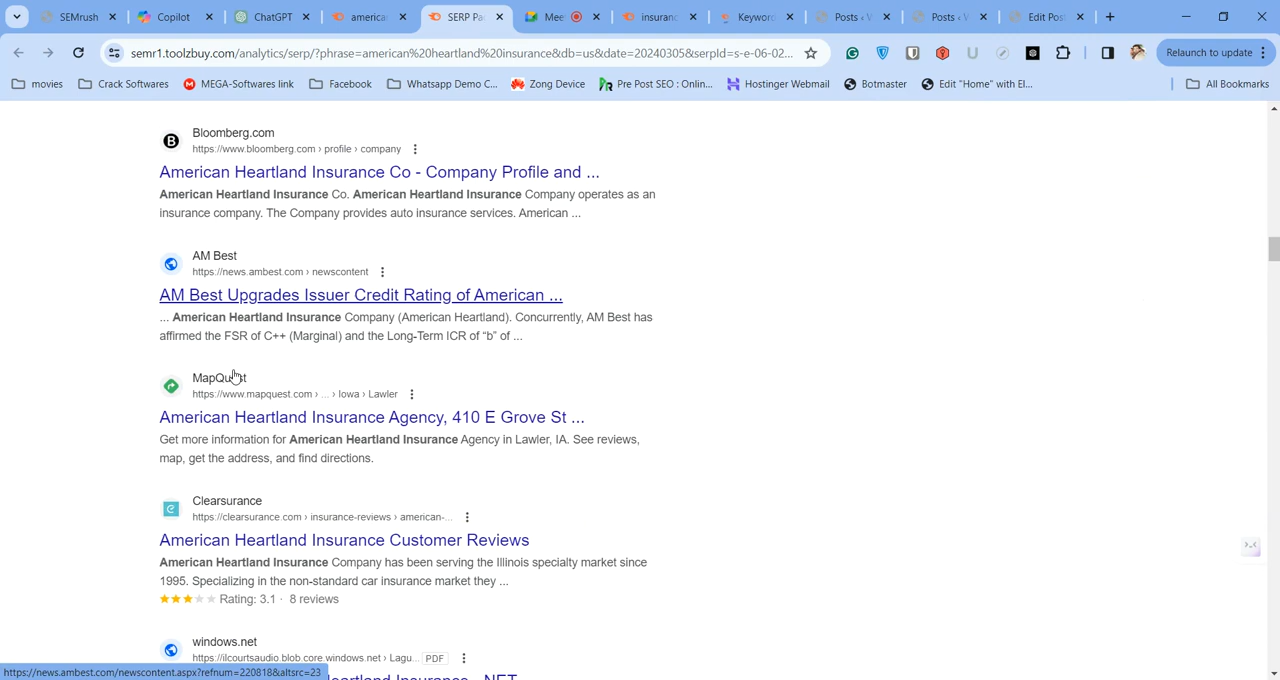 SEMrush
Copilot
ChatGPT
american
SERP Pa
Mee
insuranc
Keyword
Posts ‹ V
Posts ‹ W
Edit Post
semr1.toolzbuy.com/analytics/serp/?phrase=american%20heartland%20insurance&db=us&date=20240305&serpId=s-e-06-02...
Relaunch to update
movies
Crack Softwares
MEGA-Softwares link
Facebook
Whatsapp Demo C...
Zong Device
Pre Post SEO : Onlin...
Hostinger Webmail
Botmaster
Edit "Home" with El...
All Bookmarks
Bloomberg.com
https://www.bloomberg.com › profile › company
American Heartland Insurance Co - Company Profile and ...
American Heartland Insurance Co. American Heartland Insurance Company operates as an
insurance company. The Company provides auto insurance services. American ...
AM Best
https://news.ambest.com › newscontent
AM Best Upgrades Issuer Credit Rating of American ...
... American Heartland Insurance Company (American Heartland). Concurrently, AM Best has
affirmed the FSR of C++ (Marginal) and the Long-Term ICR of “b” of ...
MapQuest
https://www.mapquest.com › ... › Iowa › Lawler
American Heartland Insurance Agency, 410 E Grove St ...
Get more information for American Heartland Insurance Agency in Lawler, IA. See reviews,
map, get the address, and find directions.
Clearsurance
https://clearsurance.com › insurance-reviews › american-...
American Heartland Insurance Customer Reviews
American Heartland Insurance Company has been serving the Illinois specialty market since
1995. Specializing in the non-standard car insurance market they ...
Rating: 3.1 · 8 reviews
windows.net
https://ilcourtsaudio.blob.core.windows.net › Lagu... PDF
https://news.ambest.com/newscontent.aspx?refnum=220818&altsrc=23
Heartland Insurance - NET